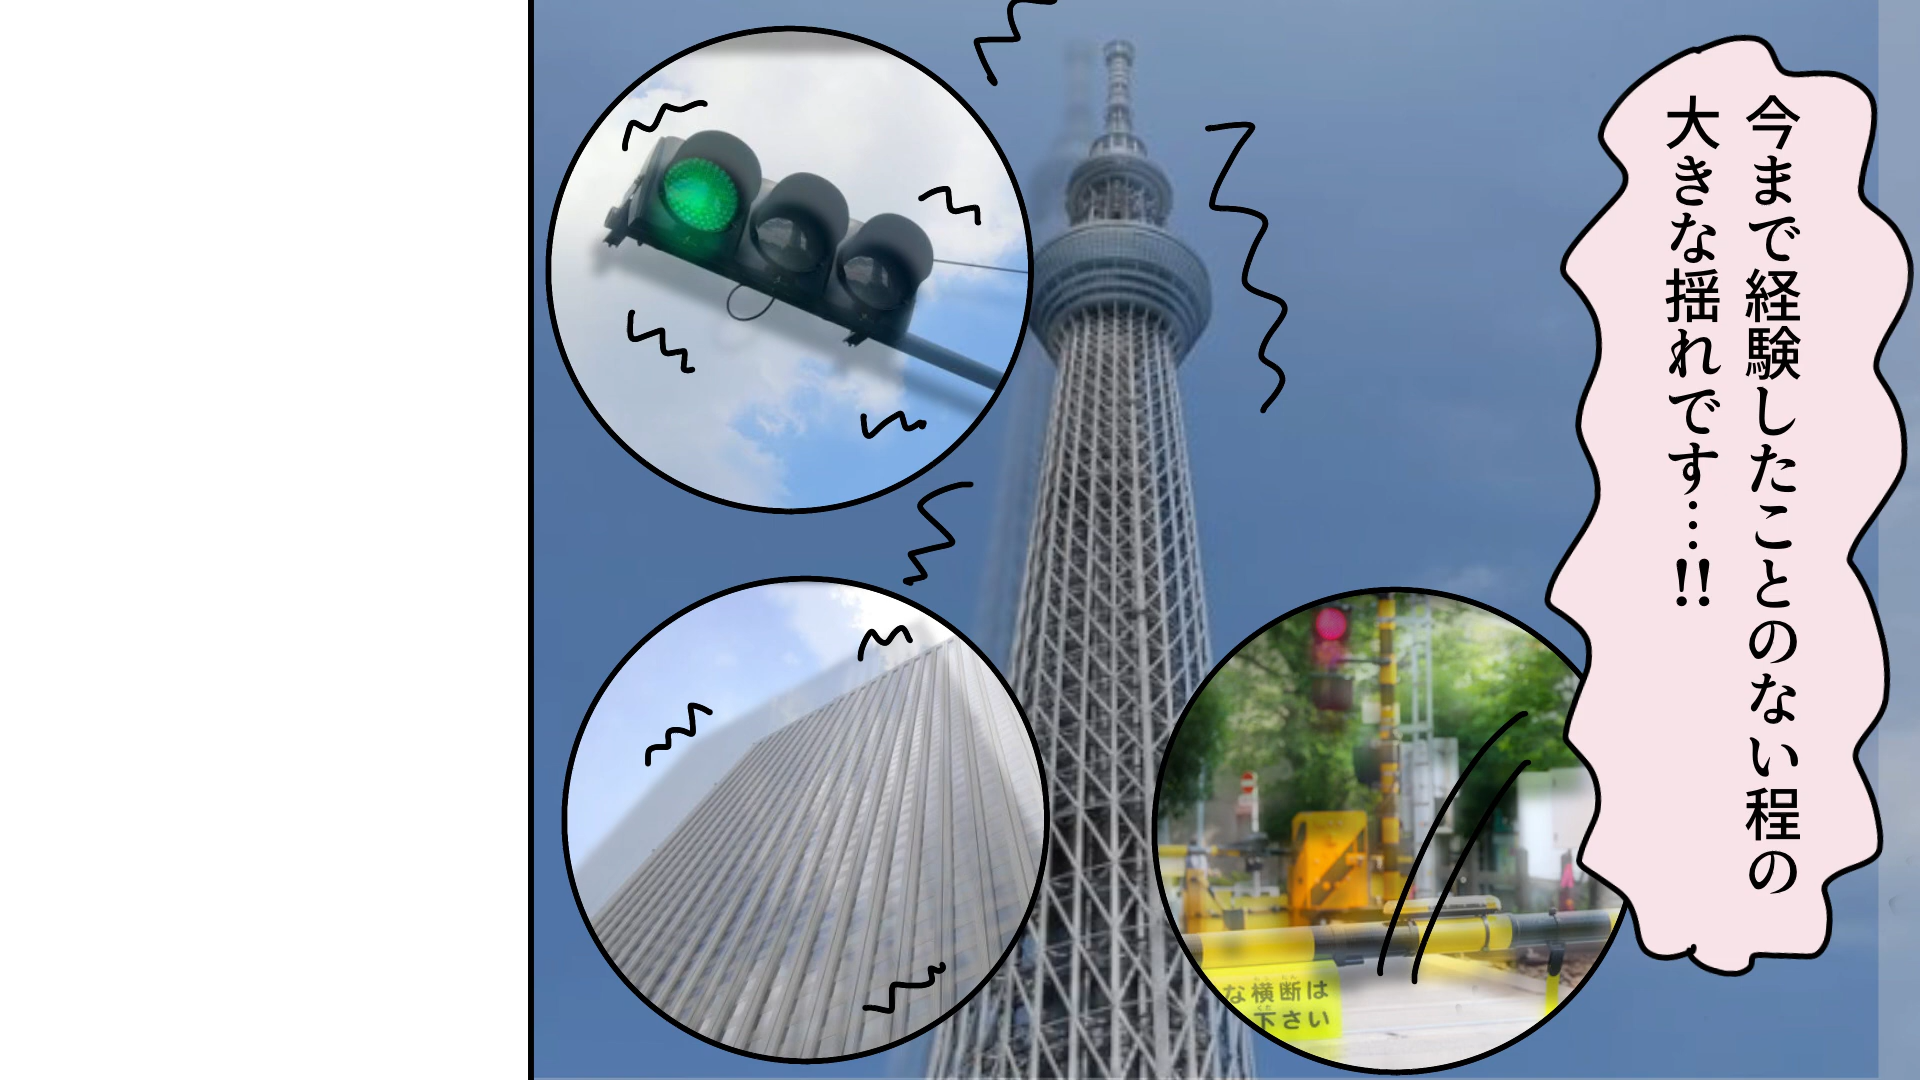 今まで経験したことのない程の
大きな揺れです…!!
な横断は
下さい